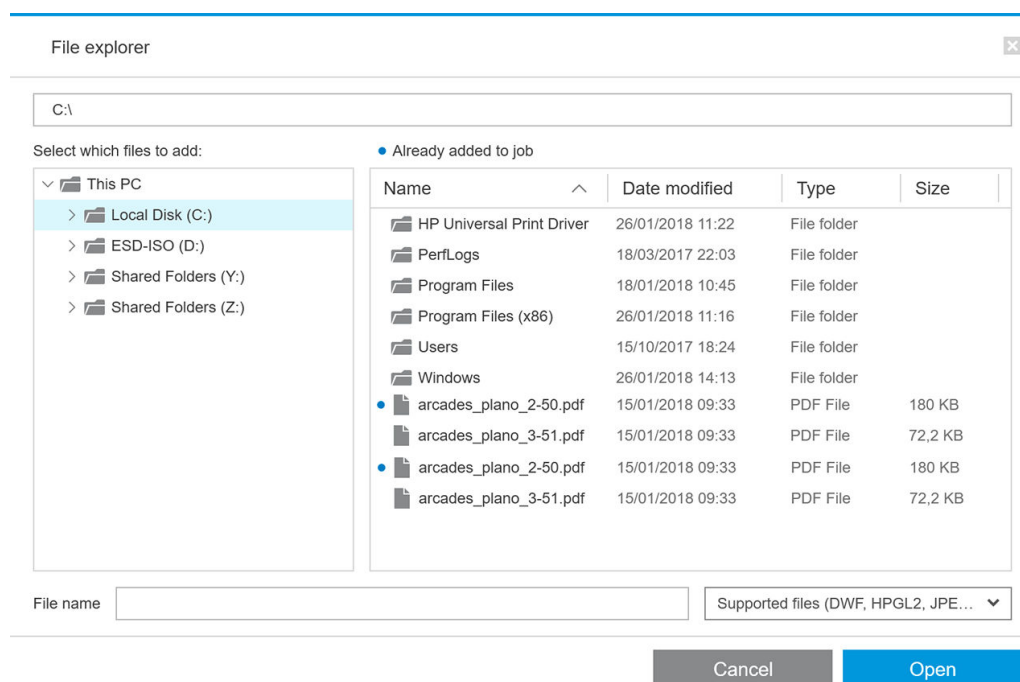 File explorer
C:\
Select which files to add:
Already added to job
This PC
Local Disk (C:)
ESD-ISO (D:)
Shared Folders (Y:)
Shared Folders (Z:)
Name Date modified Type Size
HP Universal Print Driver 26/01/2018 11:22 File folder
PerfLogs 18/03/2017 22:03 File folder
Program Files 18/01/2018 10:45 File folder
Program Files (x86) 26/01/2018 11:16 File folder
Users 15/10/2017 18:24 File folder
Windows 26/01/2018 14:13 File folder
arcades_plano_2-50.pdf 15/01/2018 09:33 PDF File 180 KB
arcades_plano_3-51.pdf 15/01/2018 09:33 PDF File 72,2 KB
arcades_plano_2-50.pdf 15/01/2018 09:33 PDF File 180 KB
arcades_plano_3-51.pdf 15/01/2018 09:33 PDF File 72,2 KB
File name
Supported files (DWF, HPGL2, JPE...
Cancel
Open